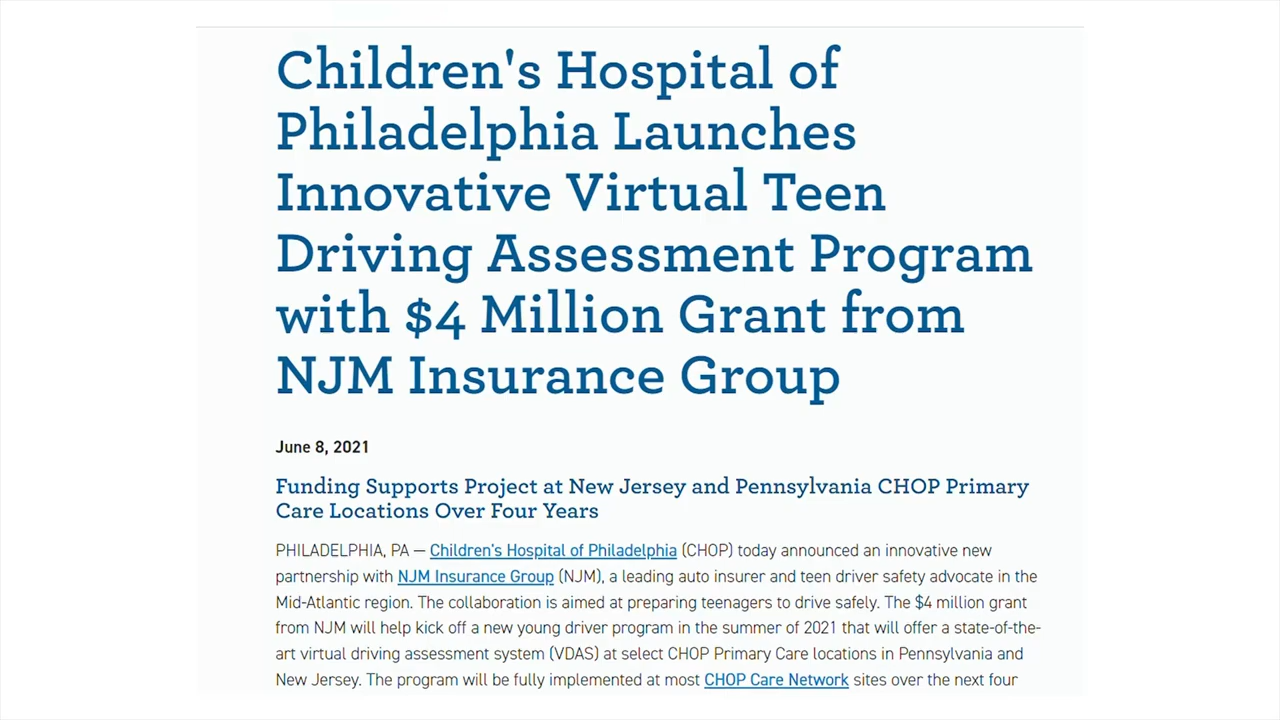 Children's Hospital of
Philadelphia Launches
Innovative Virtual Teen
Driving Assessment Program
with $4 Million Grant from
NJM Insurance Group
June 8, 2021
Funding Supports Project at New Jersey and Pennsylvania CHOP Primary
Care Locations Over Four Years
PHILADELPHIA, PA — Children's Hospital of Philadelphia (CHOP) today announced an innovative new
partnership with NJM Insurance Group (NJM), a leading auto insurer and teen driver safety advocate in the
Mid-Atlantic region. The collaboration is aimed at preparing teenagers to drive safely. The $4 million grant
from NJM will help kick off a new young driver program in the summer of 2021 that will offer a state-of-the-
art virtual driving assessment system (VDAS) at select CHOP Primary Care locations in Pennsylvania and
New Jersey. The program will be fully implemented at most CHOP Care Network sites over the next four